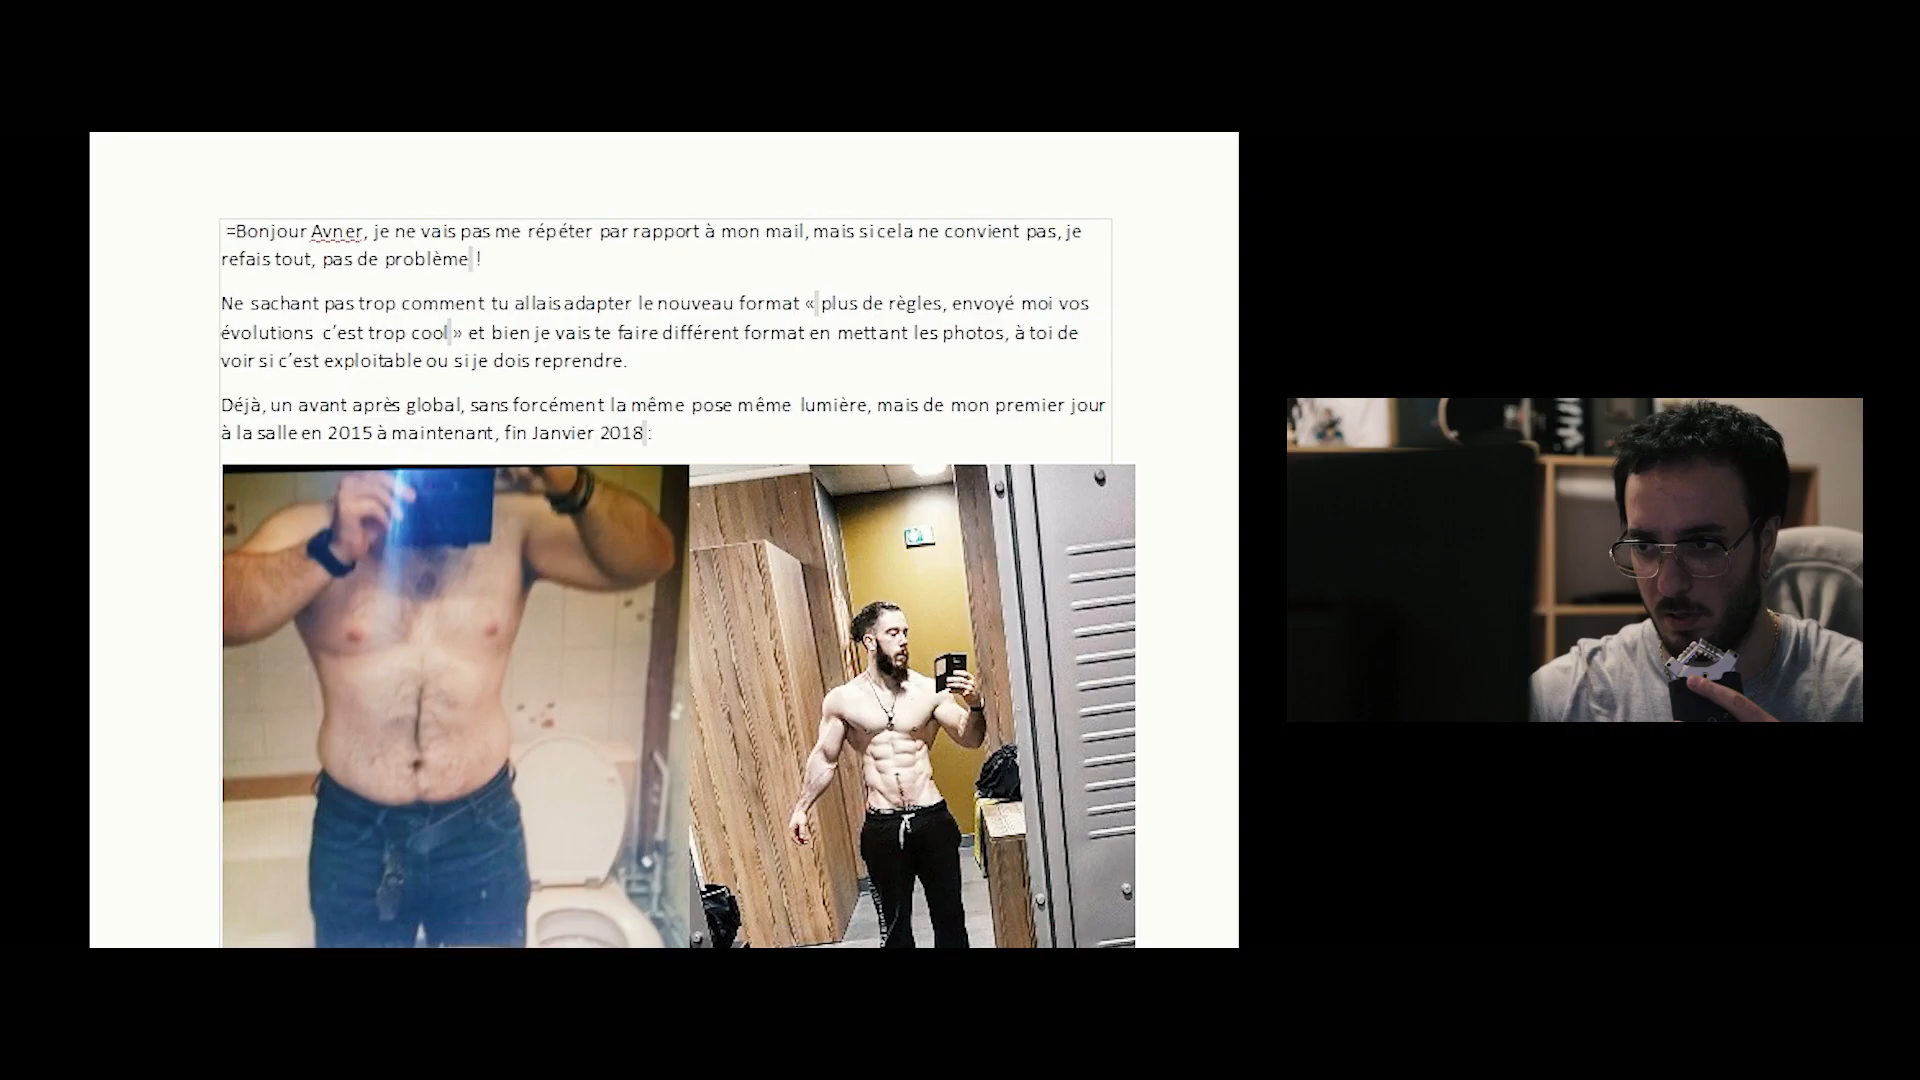 =Bonjour Avner, je ne vais pas me répéter par rapport à mon mail, mais si cela ne convient pas, je
refais tout, pas de problème !
Ne sachant pas trop comment tu allais adapter le nouveau format « plus de règles, envoyé moi vos
évolutions c’est trop cool » et bien je vais te faire différent format en mettant les photos, à toi de
voir si c’est exploitable ou si je dois reprendre.
Déjà, un avant après global, sans forcément la même pose même lumière, mais de mon premier jour
à la salle en 2015 à maintenant, fin Janvier 2018 :